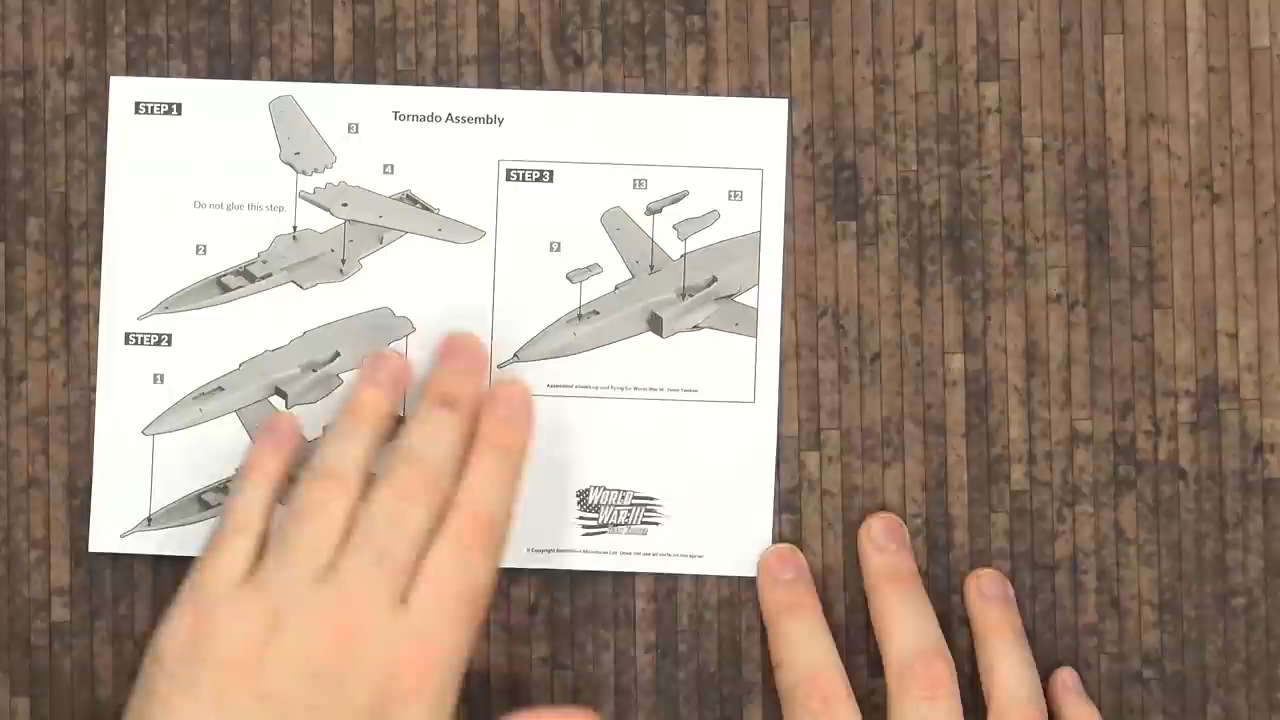 STEP 1
Tornado Assembly
3
4
Do not glue this step.
2
STEP 2
1
STEP 3
13
12
9
WORLD
WAR III